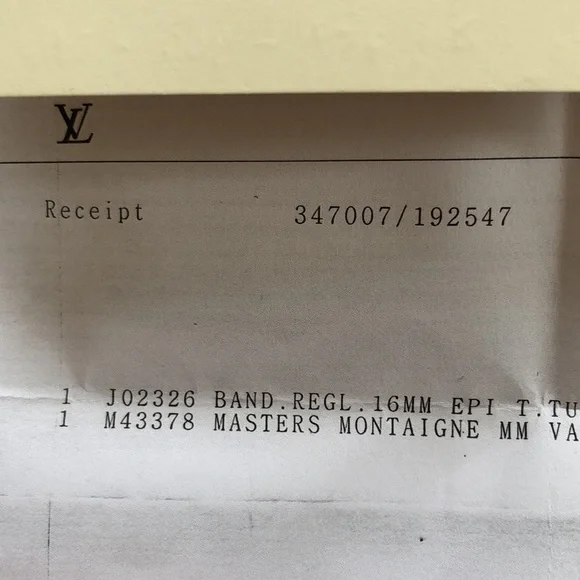 LV
Receipt 347007/192547
1 J02326 BAND.REGL.16MM EPI T.TU
1 M43378 MASTERS MONTAIGNE MM VA